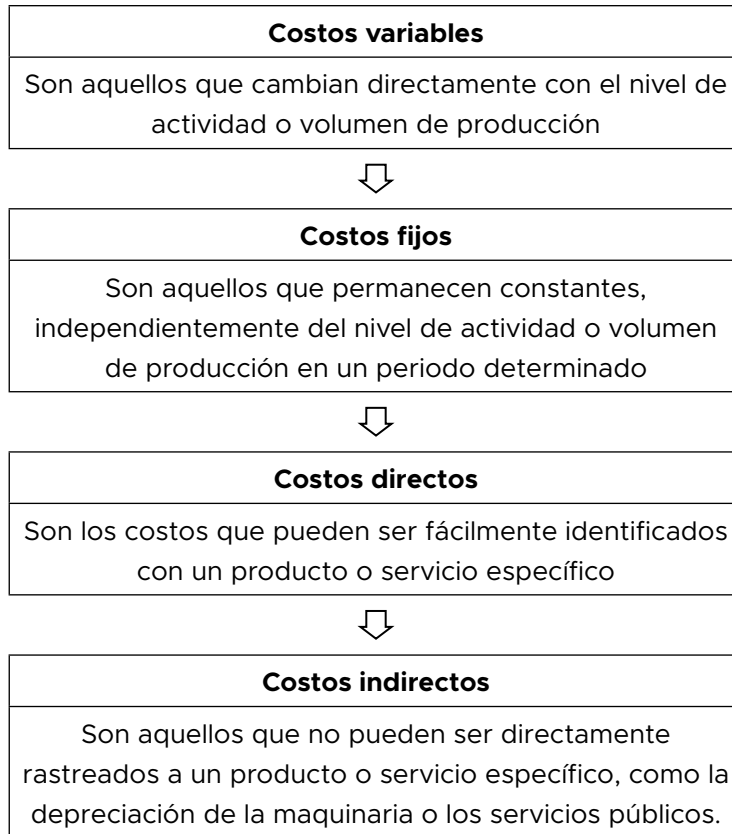 Costos variables
Son aquellos que cambian directamente con el nivel de
actividad o volumen de producción
Costos fijos
Son aquellos que permanecen constantes,
independientemente del nivel de actividad o volumen
de producción en un periodo determinado
Costos directos
Son los costos que pueden ser fácilmente identificados
con un producto o servicio específico
Costos indirectos
Son aquellos que no pueden ser directamente
rastreados a un producto o servicio específico, como la
depreciación de la maquinaria o los servicios públicos.